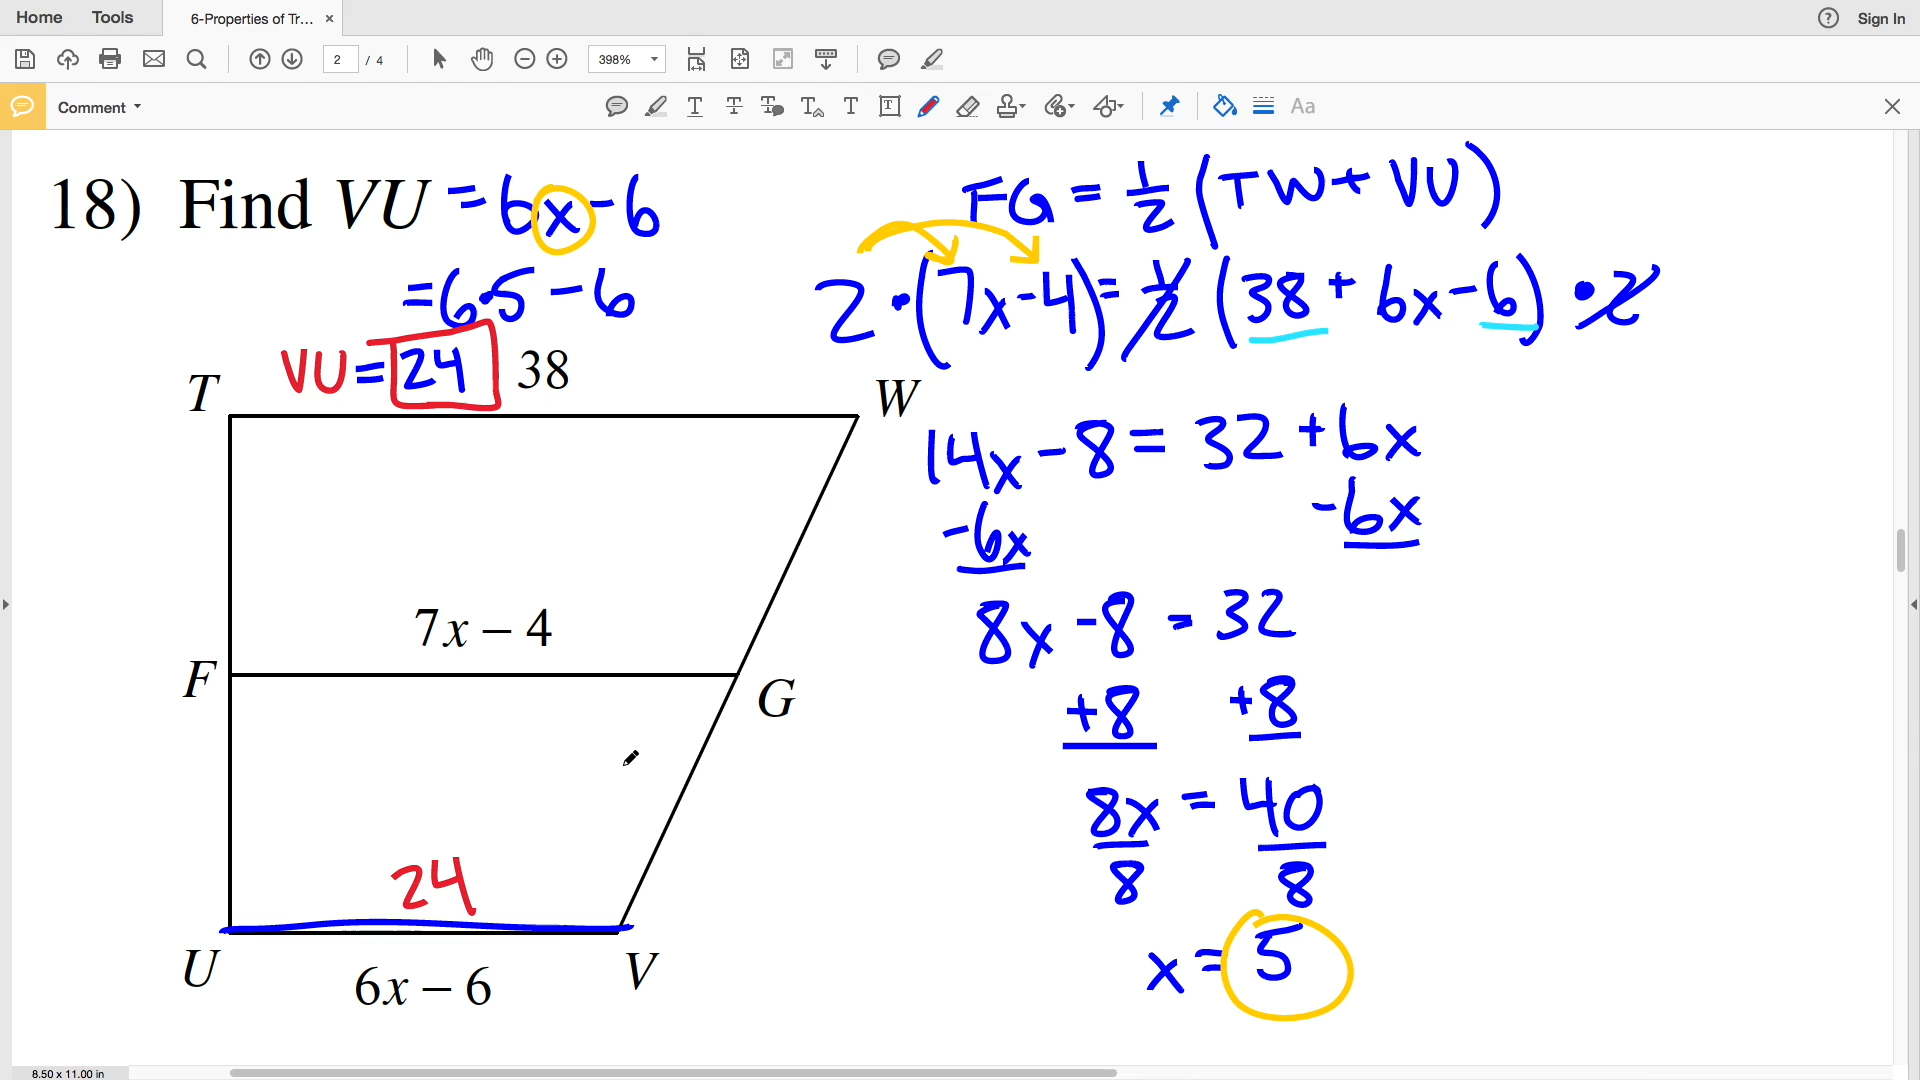 Home Tools 6-Properties of Tr... × ? Sign In
2 / 4 398%
Comment Aa
18) Find VU = 6x - 6
= 6·5 - 6
VU = 24
38
T
W
7x – 4
F
G
24
U
V
6x – 6
FG = 1/2 (TW + VU)
2·(7x-4) = 1/2 (38 + 6x - 6)·2
14x - 8 = 32 + 6x
-6x -6x
8x - 8 = 32
+8 +8
8x = 40
8 8
x = 5
8.50 x 11.00 in